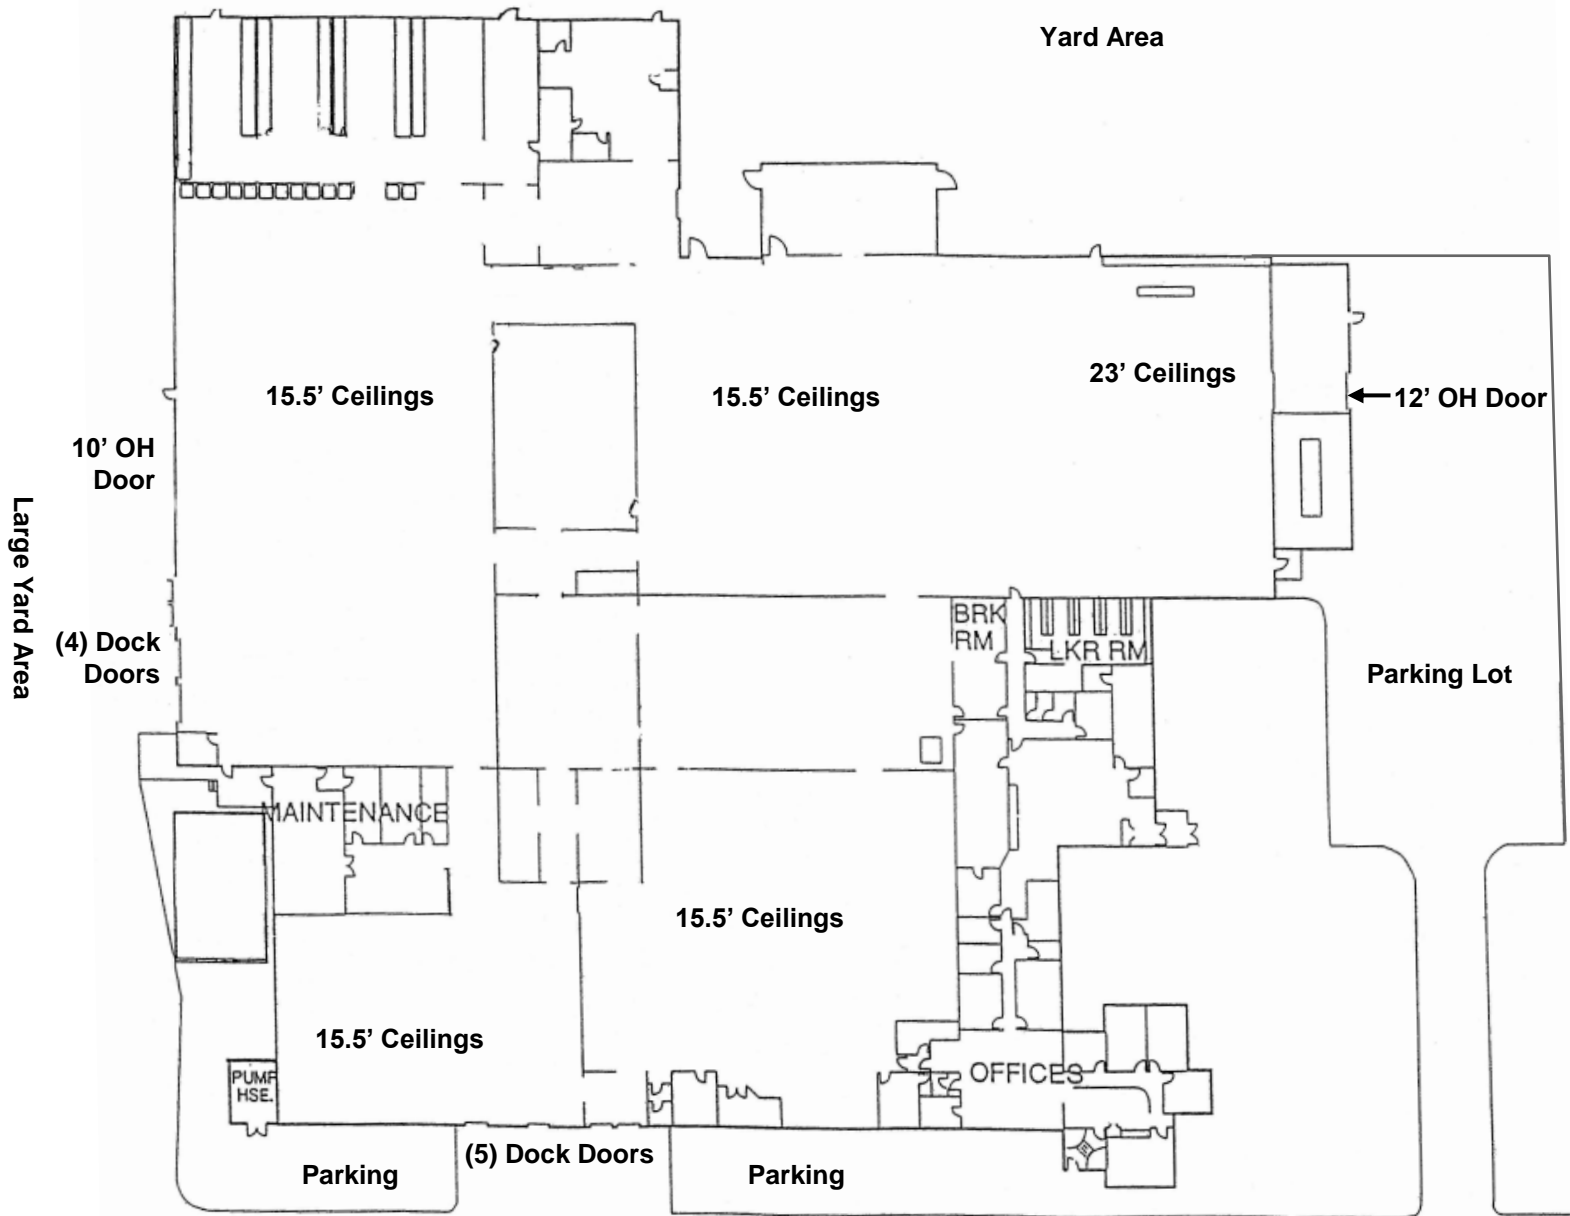 Yard Area
23’ Ceilings
15.5’ Ceilings
15.5’ Ceilings
12’ OH Door
10’ OH
Door
Large Yard Area
(4) Dock
Doors
BRK
RM
LKR RM
Parking Lot
MAINTENANCE
15.5’ Ceilings
15.5’ Ceilings
PUMP
HSE.
OFFICES
(5) Dock Doors
Parking
Parking